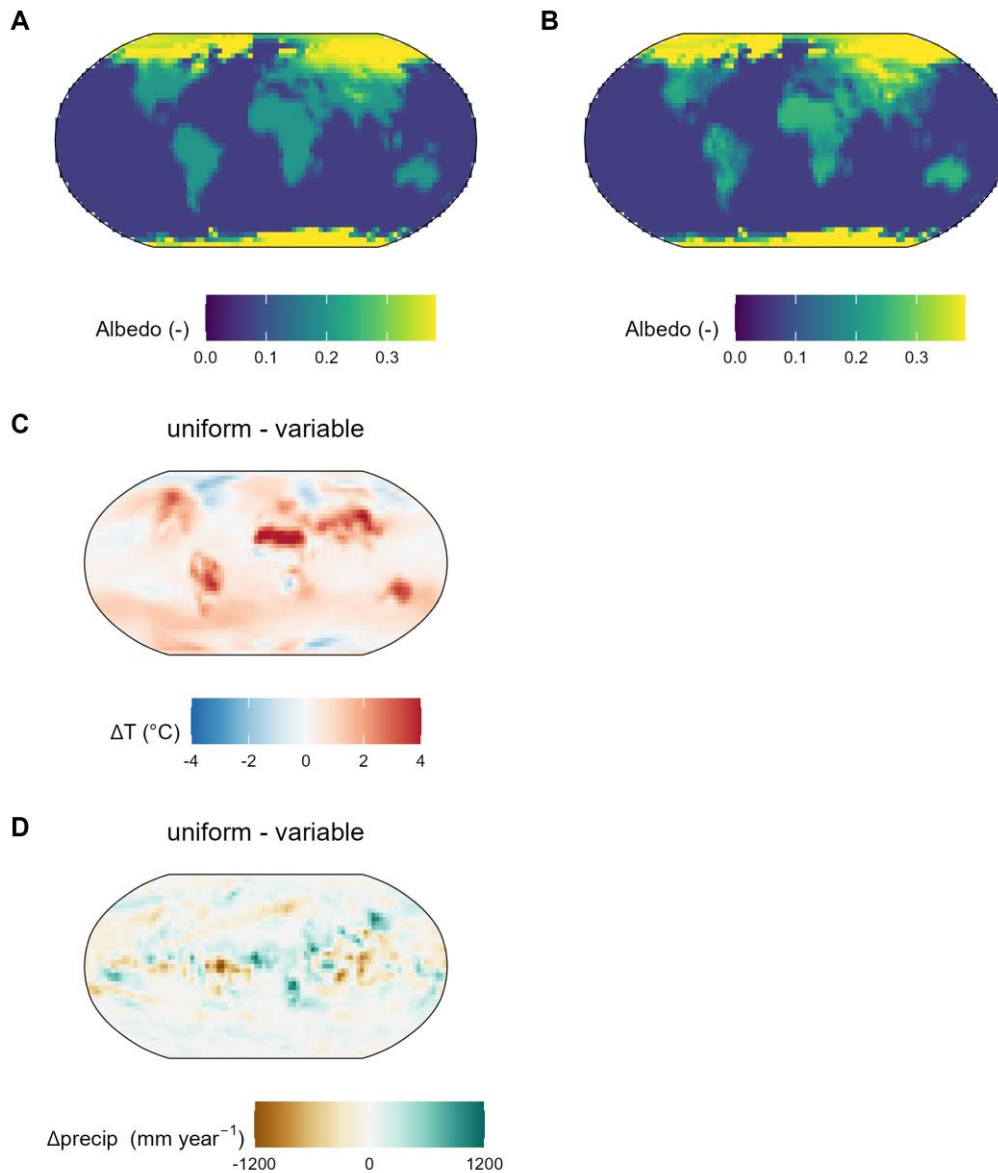 A
B
Albedo (-)
0.0 0.1 0.2 0.3
Albedo (-)
0.0 0.1 0.2 0.3
C
uniform - variable
ΔT (°C)
-4 -2 0 2 4
D
uniform - variable
Δprecip (mm year⁻¹)
-1200 0 1200